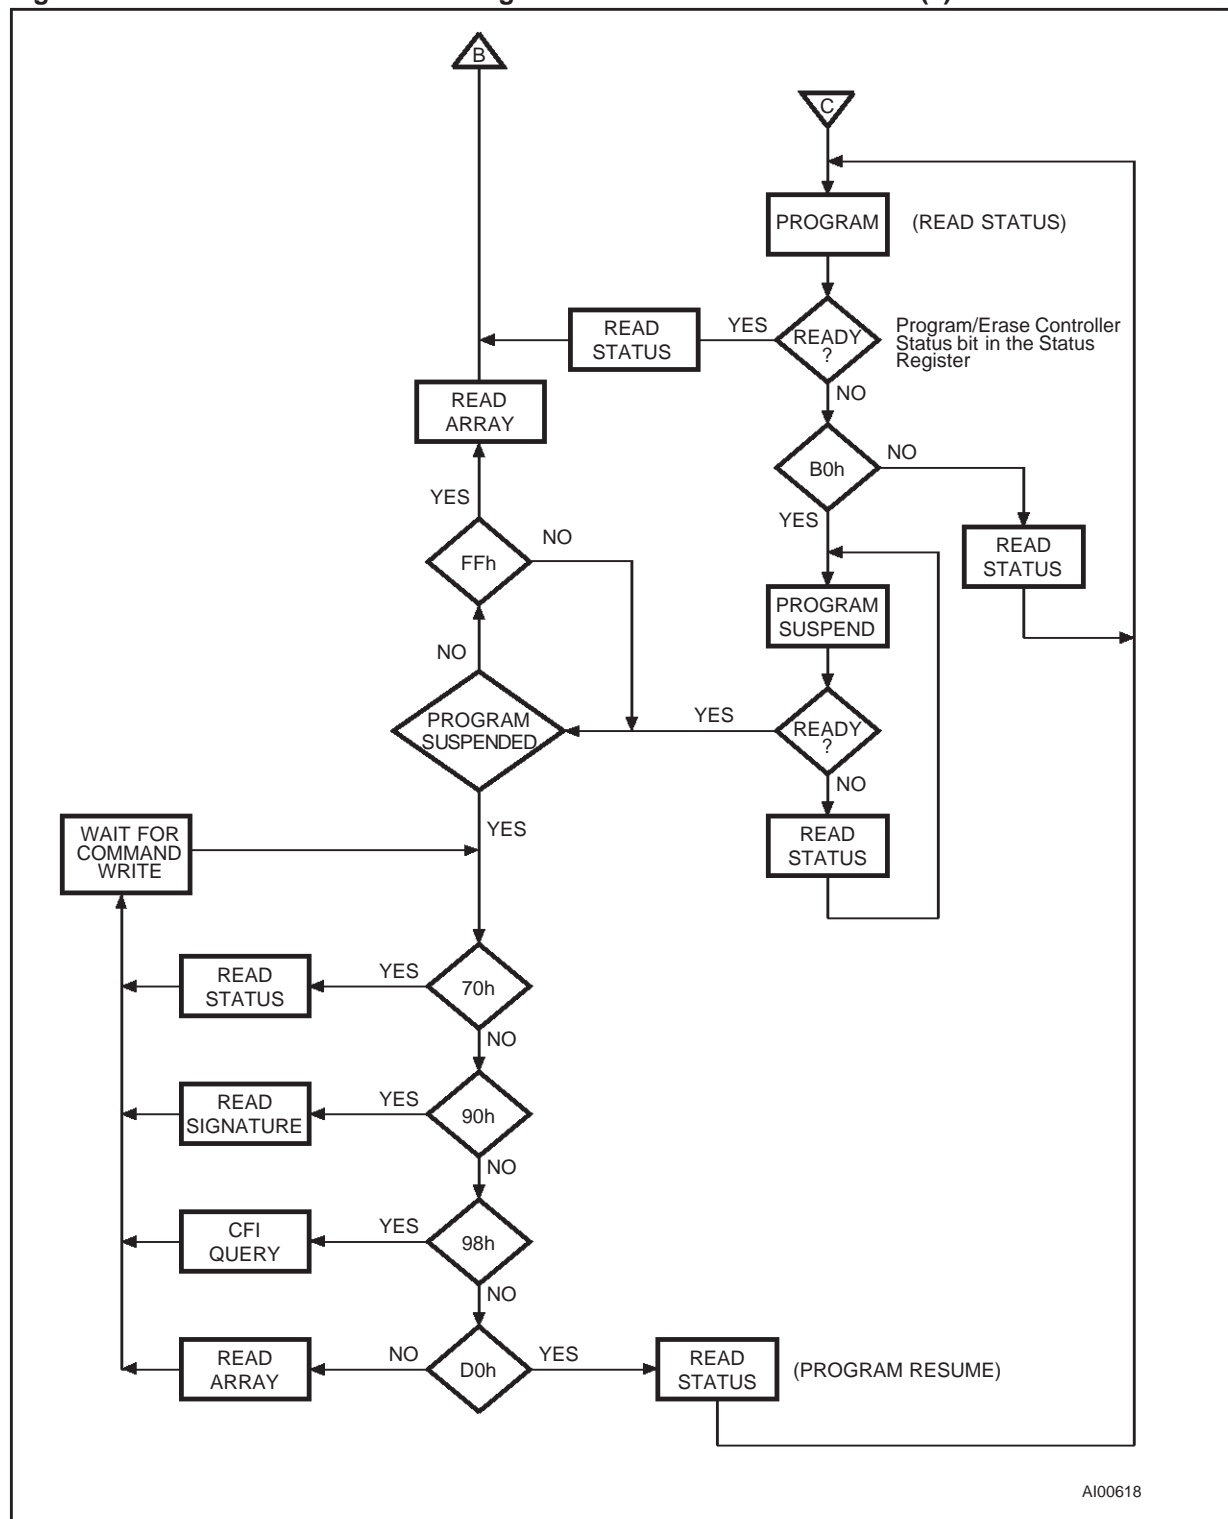 B
C
PROGRAM
(READ STATUS)
READ
STATUS
YES
READY
?
Program/Erase Controller
Status bit in the Status
Register
NO
READ
ARRAY
B0h
NO
YES
YES
FFh
NO
READ
STATUS
PROGRAM
SUSPEND
NO
PROGRAM
SUSPENDED
YES
READY
?
NO
YES
WAIT FOR
COMMAND
WRITE
READ
STATUS
READ
STATUS
YES
70h
NO
READ
SIGNATURE
YES
90h
NO
CFI
QUERY
YES
98h
NO
READ
ARRAY
NO
D0h
YES
READ
STATUS
(PROGRAM RESUME)
AI00618